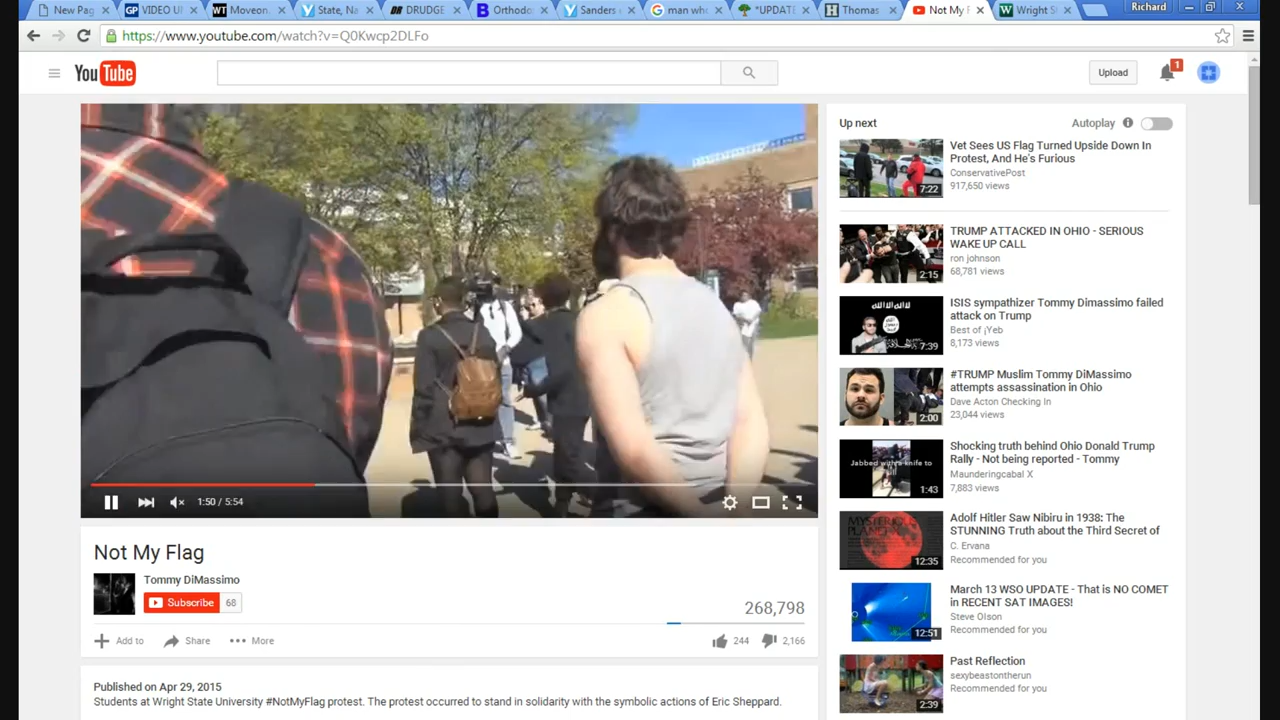 New Pag
VIDEO U
Moveon.
State, Na
DRUDGE
Orthodo
Sanders
man wh
*UPDATE
Thomas
Not My F
Wright S
Richard
https://www.youtube.com/watch?v=Q0Kwcp2DLFo
YouTube
Upload
1
1:50 / 5:54
Not My Flag
Tommy DiMassimo
Subscribe 68
268,798
Add to Share More
244 2,166
Published on Apr 29, 2015
Students at Wright State University #NotMyFlag protest. The protest occurred to stand in solidarity with the symbolic actions of Eric Sheppard.
Up next
Autoplay
Vet Sees US Flag Turned Upside Down In
Protest, And He's Furious
ConservativePost
917,650 views
7:22
TRUMP ATTACKED IN OHIO - SERIOUS
WAKE UP CALL
ron johnson
68,781 views
2:15
ISIS sympathizer Tommy Dimassimo failed
attack on Trump
Best of ¡Yeb
8,173 views
7:39
#TRUMP Muslim Tommy DiMassimo
attempts assassination in Ohio
Dave Acton Checking In
23,044 views
2:00
Shocking truth behind Ohio Donald Trump
Rally - Not being reported - Tommy
Maunderingcabal X
7,883 views
Jabbed with a knife to
1:43
Adolf Hitler Saw Nibiru in 1938: The
STUNNING Truth about the Third Secret of
C. Ervana
Recommended for you
12:35
March 13 WSO UPDATE - That is NO COMET
in RECENT SAT IMAGES!
Steve Olson
Recommended for you
12:51
Past Reflection
sexybeastontherun
Recommended for you
2:39